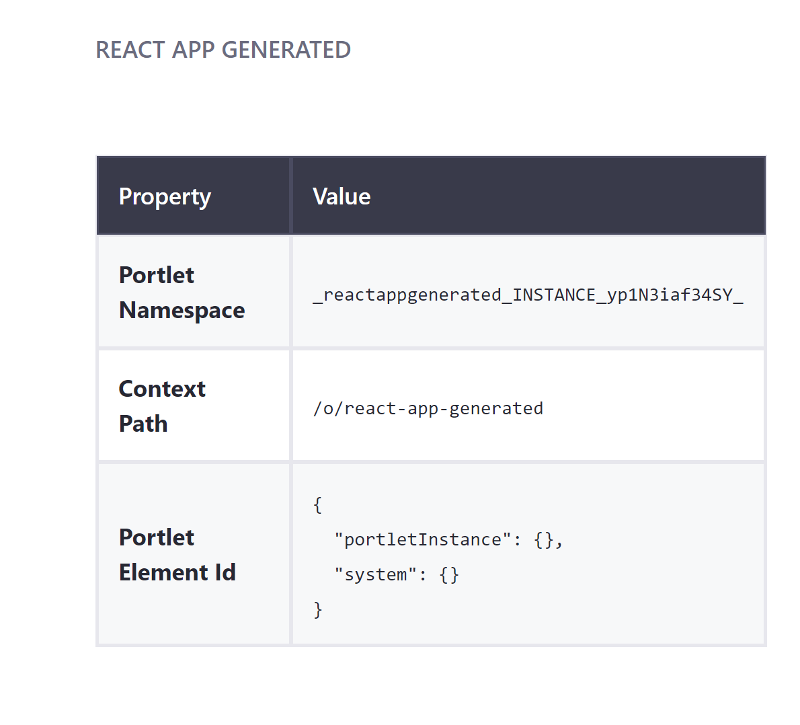 REACT APP GENERATED
Property Value
Portlet
Namespace
_reactappgenerated_INSTANCE_yp1N3iaf34SY_
Context
Path
/o/react-app-generated
Portlet
Element Id
{
  "portletInstance": {},
  "system": {}
}